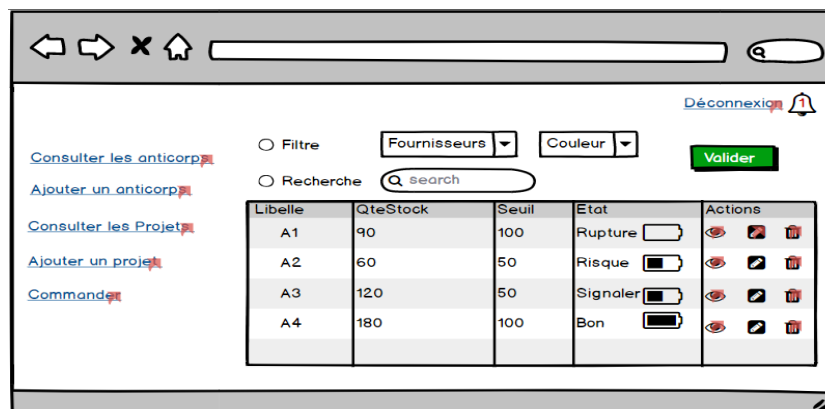 Déconnexion 1
Filtre Fournisseurs Couleur
Valider
Consulter les anticorps
Recherche search
Ajouter un anticorps
Libelle QteStock Seuil Etat Actions
Consulter les Projets
A1 90 100 Rupture
Ajouter un projet
A2 60 50 Risque
Commander
A3 120 50 Signaler
A4 180 100 Bon